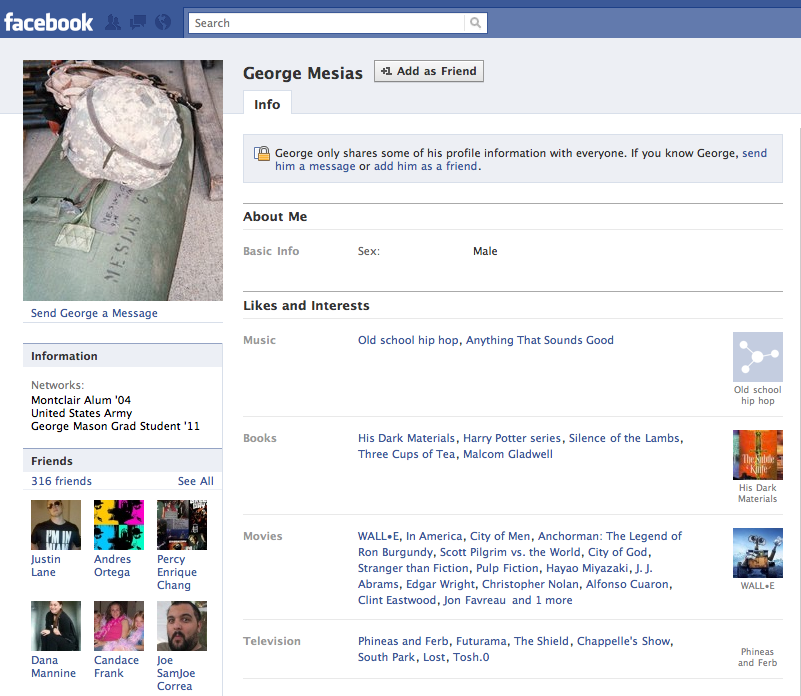 facebook
Search
George Mesias
+1 Add as Friend
Info
George only shares some of his profile information with everyone. If you know George, send
him a message or add him as a friend.
MESIAS G
Send George a Message
About Me
Basic Info Sex: Male
Likes and Interests
Music Old school hip hop, Anything That Sounds Good
Old school
hip hop
Information
Networks:
Montclair Alum '04
United States Army
George Mason Grad Student '11
Books His Dark Materials, Harry Potter series, Silence of the Lambs,
Three Cups of Tea, Malcom Gladwell
The Subtle
Knife
His Dark
Materials
Friends
316 friends See All
I'M IN
Justin
Lane
Andres
Ortega
Percy
Enrique
Chang
Movies WALL•E, In America, City of Men, Anchorman: The Legend of
Ron Burgundy, Scott Pilgrim vs. the World, City of God,
Stranger than Fiction, Pulp Fiction, Hayao Miyazaki, J. J.
Abrams, Edgar Wright, Christopher Nolan, Alfonso Cuaron,
Clint Eastwood, Jon Favreau and 1 more
WALL•E
Dana
Mannine
Candace
Frank
Joe
SamJoe
Correa
Television Phineas and Ferb, Futurama, The Shield, Chappelle's Show,
South Park, Lost, Tosh.0
Phineas
and Ferb